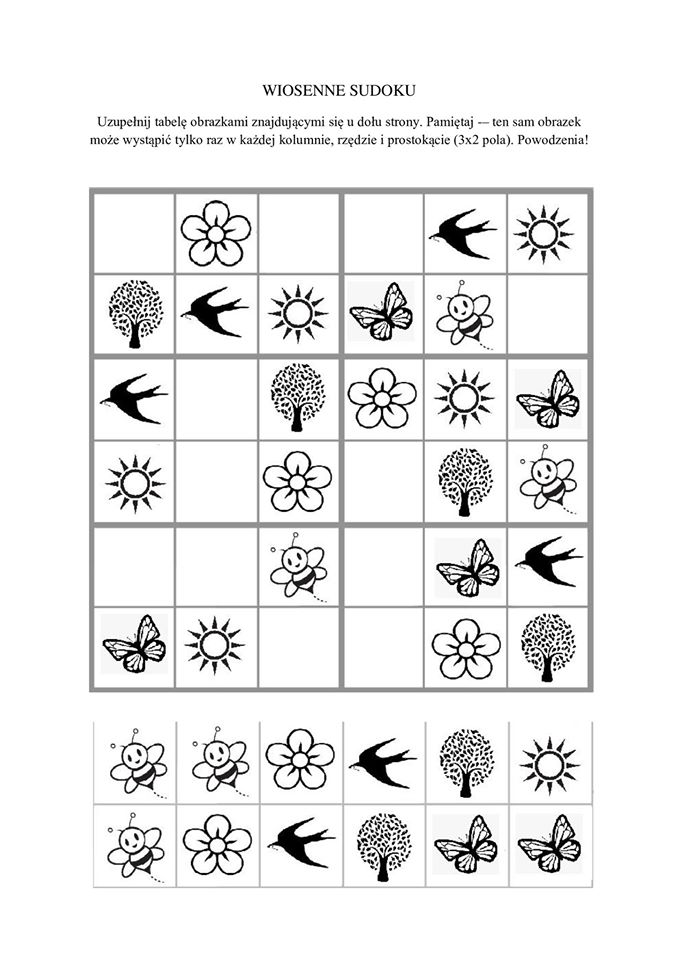 WIOSENNE SUDOKU
Uzupełnij tabelę obrazkami znajdującymi się u dołu strony. Pamiętaj -– ten sam obrazek
może wystąpić tylko raz w każdej kolumnie, rzędzie i prostokącie (3x2 pola). Powodzenia!